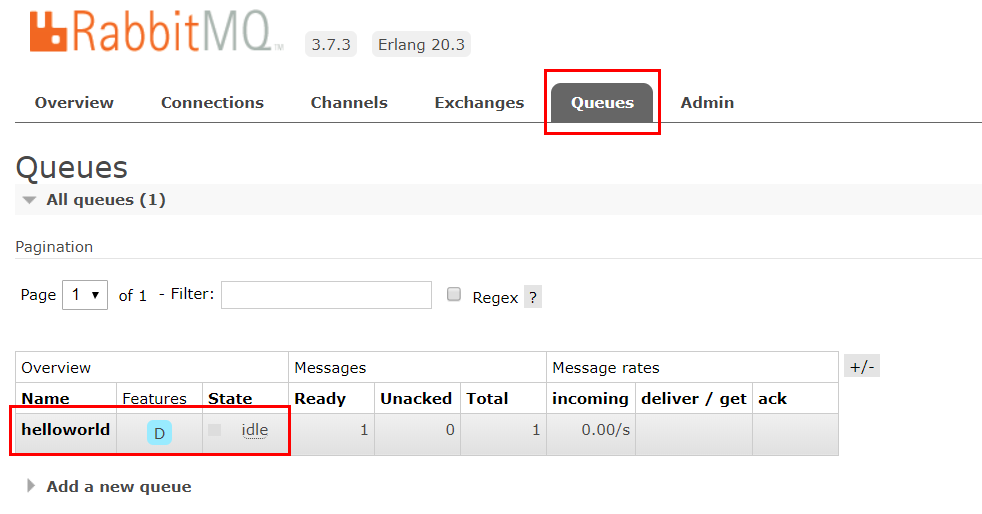 RabbitMQ TM 3.7.3 Erlang 20.3
Overview Connections Channels Exchanges Queues Admin
Queues
All queues (1)
Pagination
Page 1 of 1 - Filter: Regex ?
Overview Messages Message rates +/-
Name Features State Ready Unacked Total incoming deliver / get ack
helloworld D idle 1 0 1 0.00/s
Add a new queue